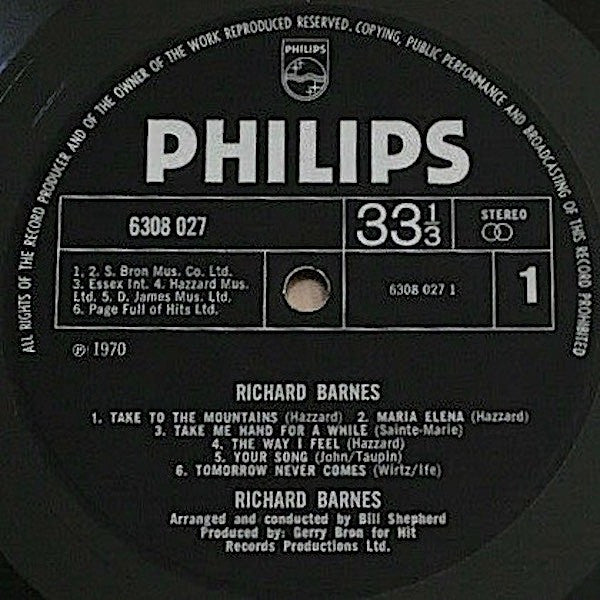 ALL RIGHTS OF THE RECORD PRODUCER AND OF THE OWNER OF THE WORK REPRODUCED RESERVED. COPYING, PUBLIC PERFORMANCE AND BROADCASTING OF THIS RECORD PROHIBITED
PHILIPS
PHILIPS
6308 027
33 1/3
STEREO
1. 2. S. Bron Mus. Co. Ltd.
3. Essex Int. 4. Hazzard Mus.
Ltd. 5. D. James Mus. Ltd.
6. Page Full of Hits Ltd.
6308 027 1
1
℗ 1970
RICHARD BARNES
1. TAKE TO THE MOUNTAINS (Hazzard) 2. MARIA ELENA (Hazzard)
3. TAKE ME HAND FOR A WHILE (Sainte-Marie)
4. THE WAY I FEEL (Hazzard)
5. YOUR SONG (John/Taupin)
6. TOMORROW NEVER COMES (Wirtz/Ife)
RICHARD BARNES
Arranged and conducted by Bill Shepherd
Produced by: Gerry Bron for Hit
Records Productions Ltd.